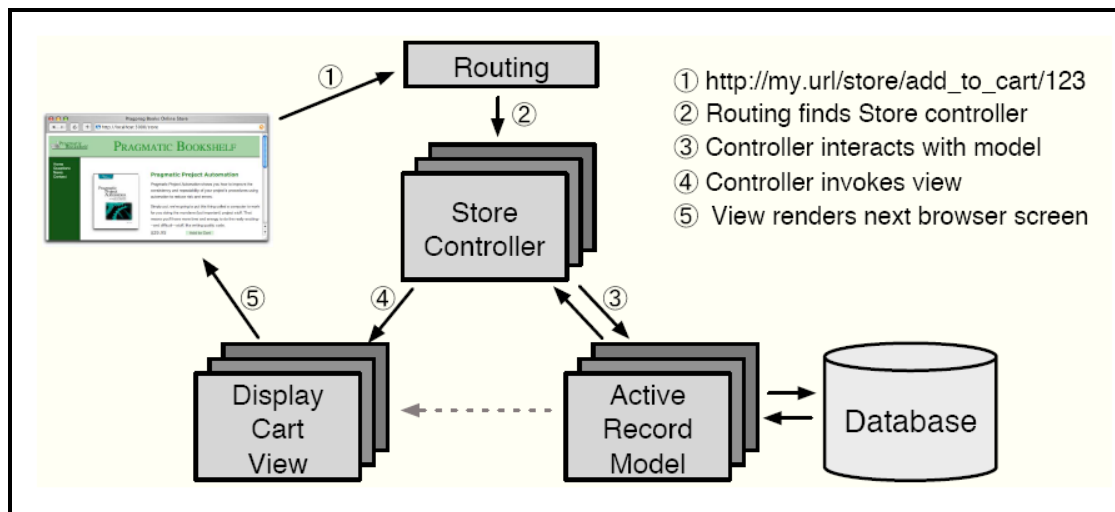 Routing
① http://my.url/store/add_to_cart/123
② Routing finds Store controller
③ Controller interacts with model
④ Controller invokes view
⑤ View renders next browser screen
①
②
PRAGMATIC BOOKSHELF
Pragmatic Project Automation
Store
Controller
⑤
④
③
Display
Cart
View
Active
Record
Model
Database